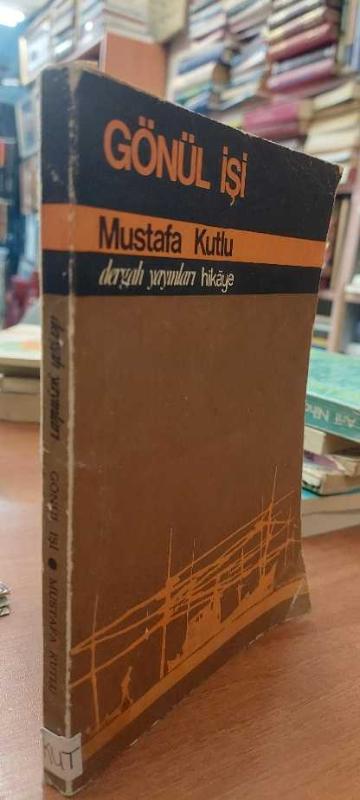 GÖNÜL İŞİ
Mustafa Kutlu
dergah yayınları hikâye
dergah yayınları GÖNÜL İŞİ ● MUSTAFA KUTLU
KUT